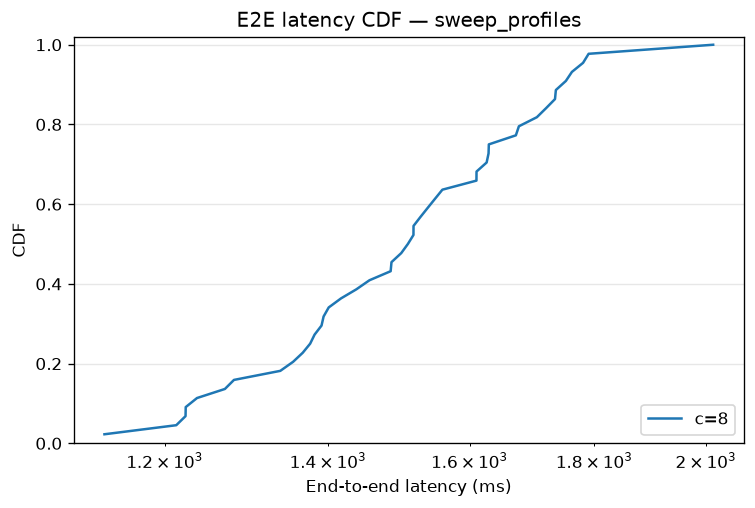 E2E latency CDF — sweep_profiles
CDF
1.0
0.8
0.6
0.4
0.2
0.0
c=8
1.2 × 10³
1.4 × 10³
1.6 × 10³
1.8 × 10³
2 × 10³
End-to-end latency (ms)